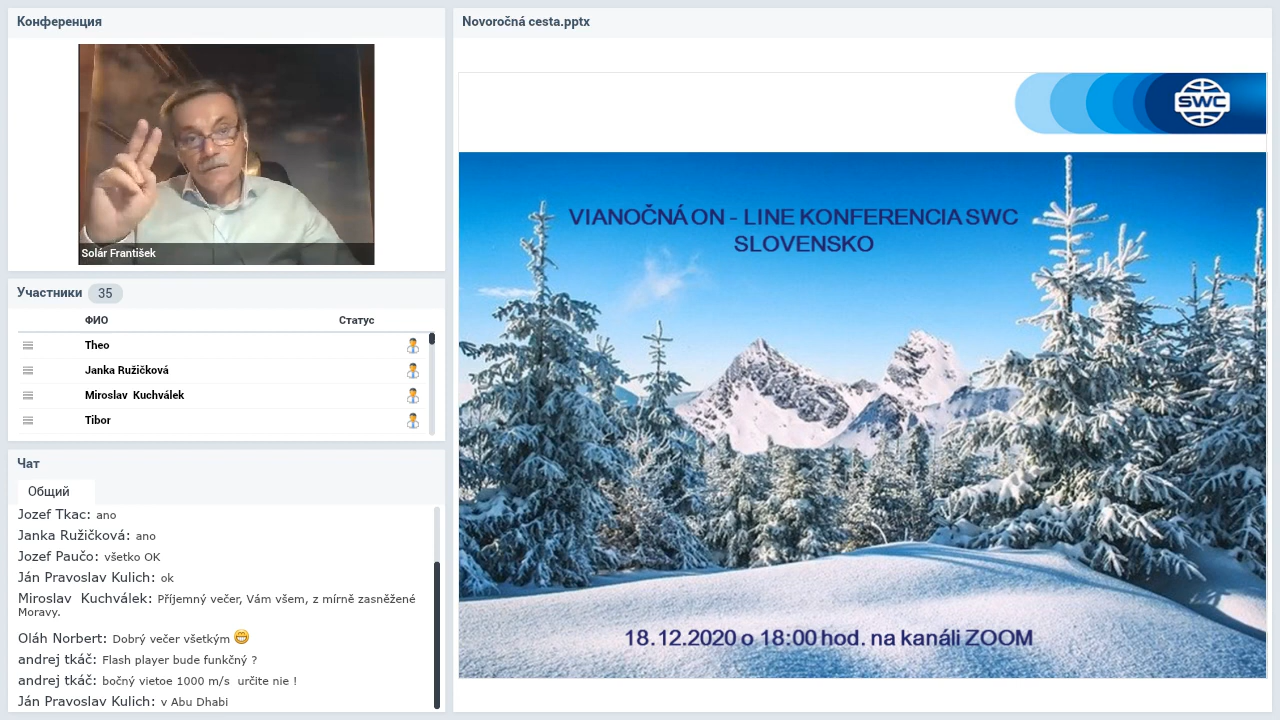 Конференция
Solár František
Участники 35
ФИО Статус
Theo
Janka Ružičková
Miroslav Kuchválek
Tibor
Чат
Общий
Jozef Tkac: ano
Janka Ružičková: ano
Jozef Paučo: všetko OK
Ján Pravoslav Kulich: ok
Miroslav Kuchválek: Příjemný večer, Vám všem, z mírně zasněžené
Moravy.
Oláh Norbert: Dobrý večer všetkým
andrej tkáč: Flash player bude funkčný ?
andrej tkáč: bočný vietoe 1000 m/s určite nie !
Ján Pravoslav Kulich: v Abu Dhabi
Novoročná cesta.pptx
SWC
VIANOČNÁ ON - LINE KONFERENCIA SWC
SLOVENSKO
18.12.2020 o 18:00 hod. na kanáli ZOOM